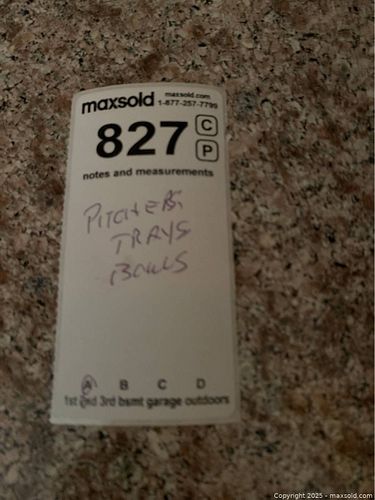 maxsold maxsold.com
1-877-257-7799
827 C
P
notes and measurements
PITCHERS
TRAYS
BOWLS
A B C D
1st 2nd 3rd bsmt garage outdoors
Copyright 2025 - maxsold.com